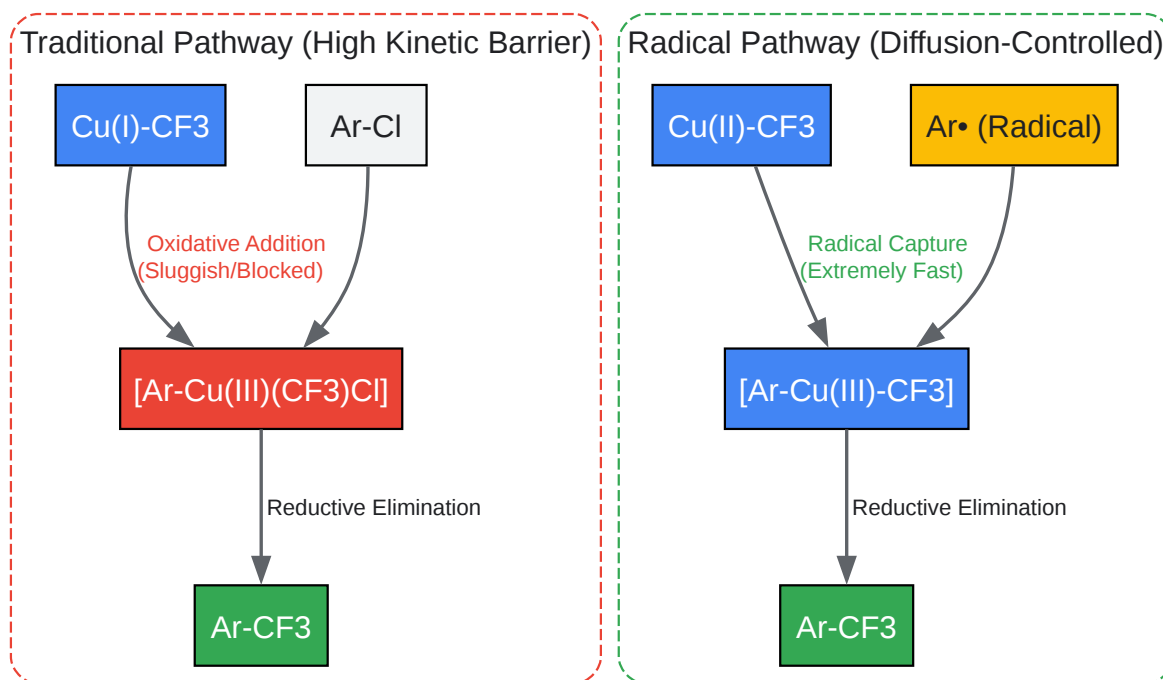 Traditional Pathway (High Kinetic Barrier)
Cu(I)-CF3
Ar-Cl
Oxidative Addition
(Sluggish/Blocked)
[Ar-Cu(III)(CF3)Cl]
Reductive Elimination
Ar-CF3
Radical Pathway (Diffusion-Controlled)
Cu(II)-CF3
Ar• (Radical)
Radical Capture
(Extremely Fast)
[Ar-Cu(III)-CF3]
Reductive Elimination
Ar-CF3